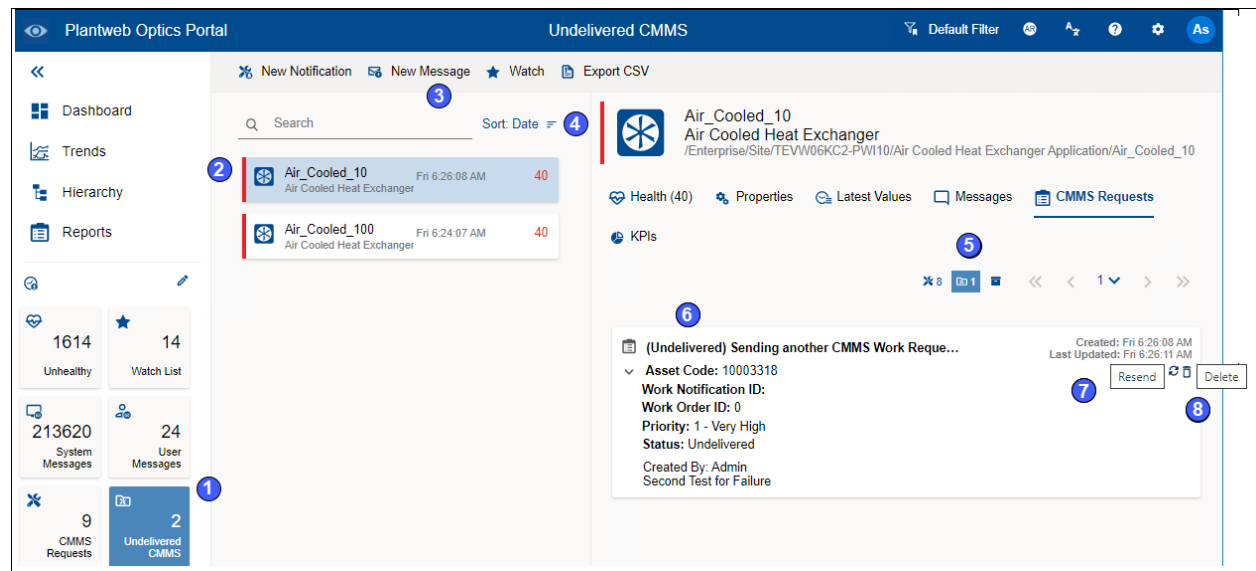 Plantweb Optics Portal
Undelivered CMMS
Default Filter
AR
As
New Notification
New Message
Watch
Export CSV
3
Dashboard
Trends
Hierarchy
Reports
Search
Sort: Date
4
2
Air_Cooled_10
Fri 6:26:08 AM
40
Air Cooled Heat Exchanger
Air_Cooled_100
Fri 6:24:07 AM
40
Air Cooled Heat Exchanger
Air_Cooled_10
Air Cooled Heat Exchanger
/Enterprise/Site/TEVW06KC2-PWI10/Air Cooled Heat Exchanger Application/Air_Cooled_10
Health (40)
Properties
Latest Values
Messages
CMMS Requests
KPIs
5
8
1
1
6
(Undelivered) Sending another CMMS Work Reque…
Created: Fri 6:26:08 AM
Last Updated: Fri 6:26:11 AM
Asset Code: 10003318
Work Notification ID:
Work Order ID: 0
Priority: 1 - Very High
Status: Undelivered
Created By: Admin
Second Test for Failure
Resend
Delete
7
8
1614
Unhealthy
14
Watch List
213620
System
Messages
24
User
Messages
1
9
CMMS
Requests
2
Undelivered
CMMS